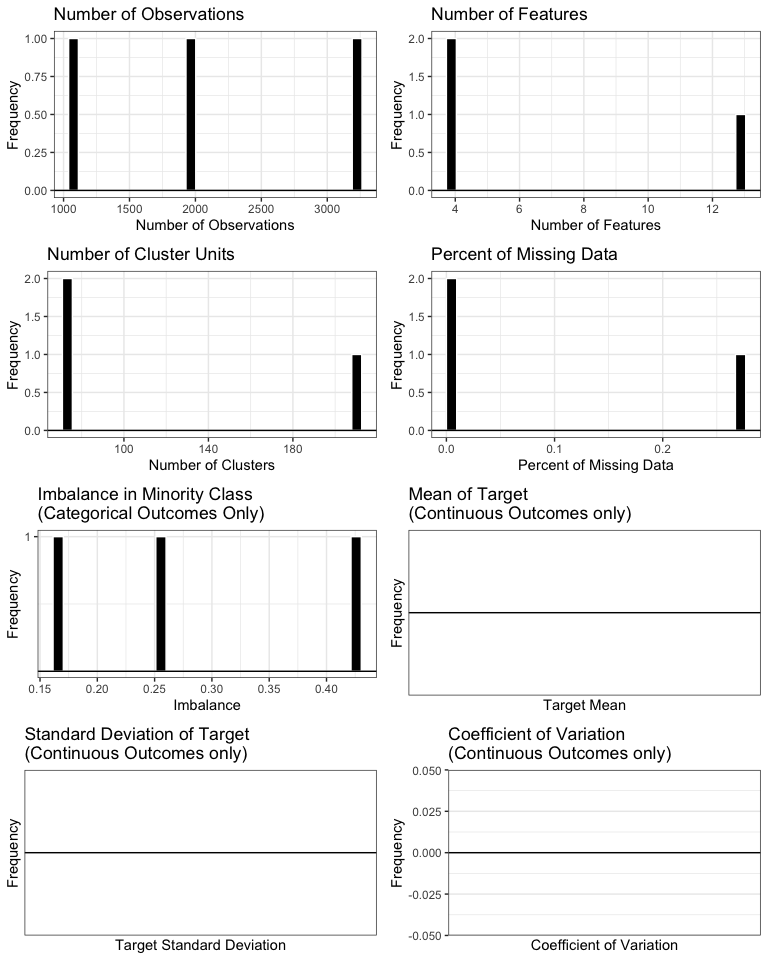 Number of Observations
Frequency
1.00
0.75
0.50
0.25
0.00
1000 1500 2000 2500 3000
Number of Observations
Number of Features
Frequency
2.0
1.5
1.0
0.5
0.0
4 6 8 10 12
Number of Features
Number of Cluster Units
Frequency
2.0
1.5
1.0
0.5
0.0
100 140 180
Number of Clusters
Percent of Missing Data
Frequency
2.0
1.5
1.0
0.5
0.0
0.0 0.1 0.2
Percent of Missing Data
Imbalance in Minority Class
(Categorical Outcomes Only)
Frequency
1
0.15 0.20 0.25 0.30 0.35 0.40
Imbalance
Mean of Target
(Continuous Outcomes only)
Frequency
Target Mean
Standard Deviation of Target
(Continuous Outcomes only)
Frequency
Target Standard Deviation
Coefficient of Variation
(Continuous Outcomes only)
Frequency
0.050
0.025
0.000
-0.025
-0.050
Coefficient of Variation